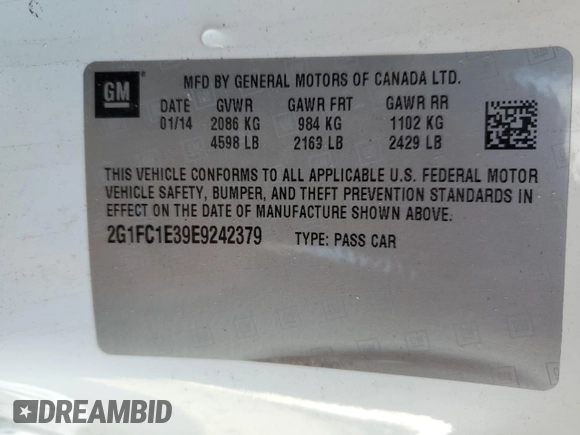 GM
MFD BY GENERAL MOTORS OF CANADA LTD.
DATE GVWR GAWR FRT GAWR RR
01/14 2086 KG 984 KG 1102 KG
4598 LB 2163 LB 2429 LB
THIS VEHICLE CONFORMS TO ALL APPLICABLE U.S. FEDERAL MOTOR
VEHICLE SAFETY, BUMPER, AND THEFT PREVENTION STANDARDS IN
EFFECT ON THE DATE OF MANUFACTURE SHOWN ABOVE.
2G1FC1E39E9242379 TYPE: PASS CAR
DREAMBID